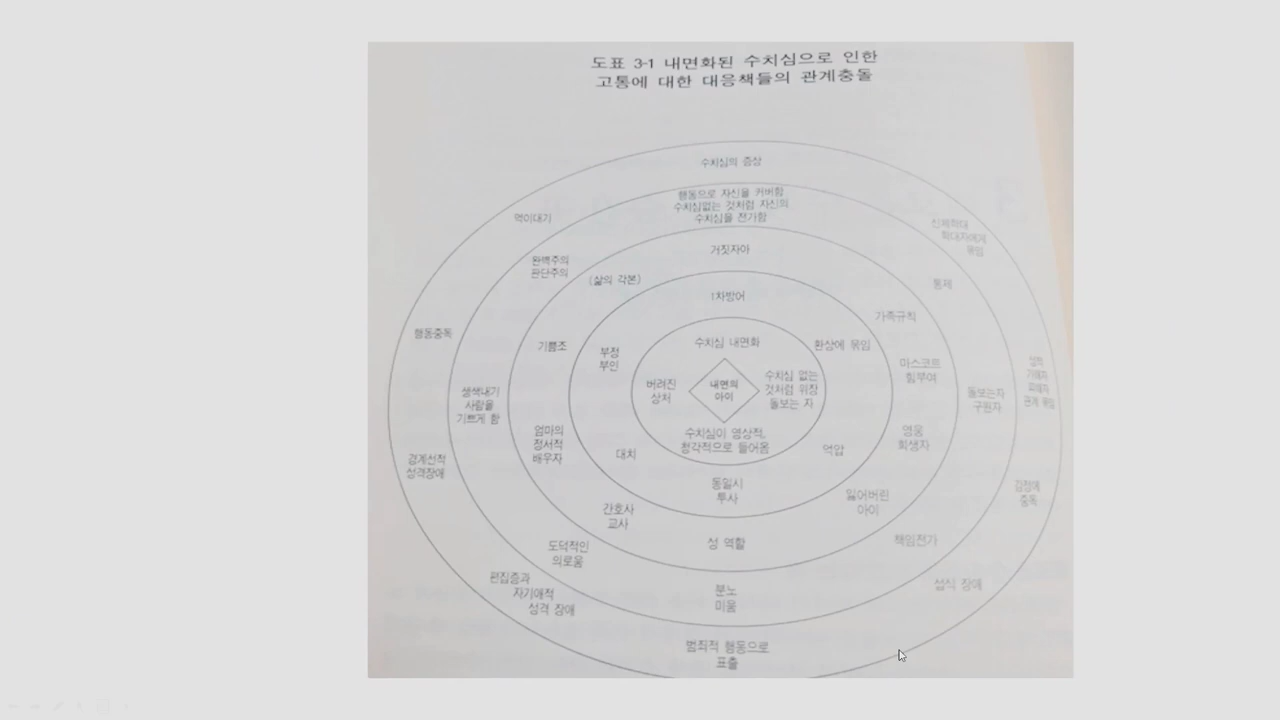 도표 3-1 내면화된 수치심으로 인한
고통에 대한 대응책들의 관계충돌
수치심의 증상
행동으로 자신을 커버함
수치심없는 것처럼 자신의
수치심을 전가함
역이대기
신체학대
학대자에게
묶임
완벽주의
판단주의
거짓자아
(삶의 각본)
통제
1차방어
가족규칙
행동중독
기쁨조
부정
부인
수치심 내면화
환상에 묶임
마스코트
힘부여
성적
가해자
피해자
관계 묶임
생색내기
사람을
기쁘게 함
버려진
상처
내면의
아이
수치심 없는
것처럼 위장
돌보는 자
돌보는자
구원자
엄마의
정서적
배우자
대치
수치심이 영상적,
청각적으로 들어옴
억압
영웅
희생자
경계선적
성격장애
동일시
투사
잃어버린
아이
감정에
중독
간호사
교사
성 역할
책임전가
도덕적인
의로움
편집증과
자기애적
성격 장애
분노
미움
섭식 장애
범죄적 행동으로
표출